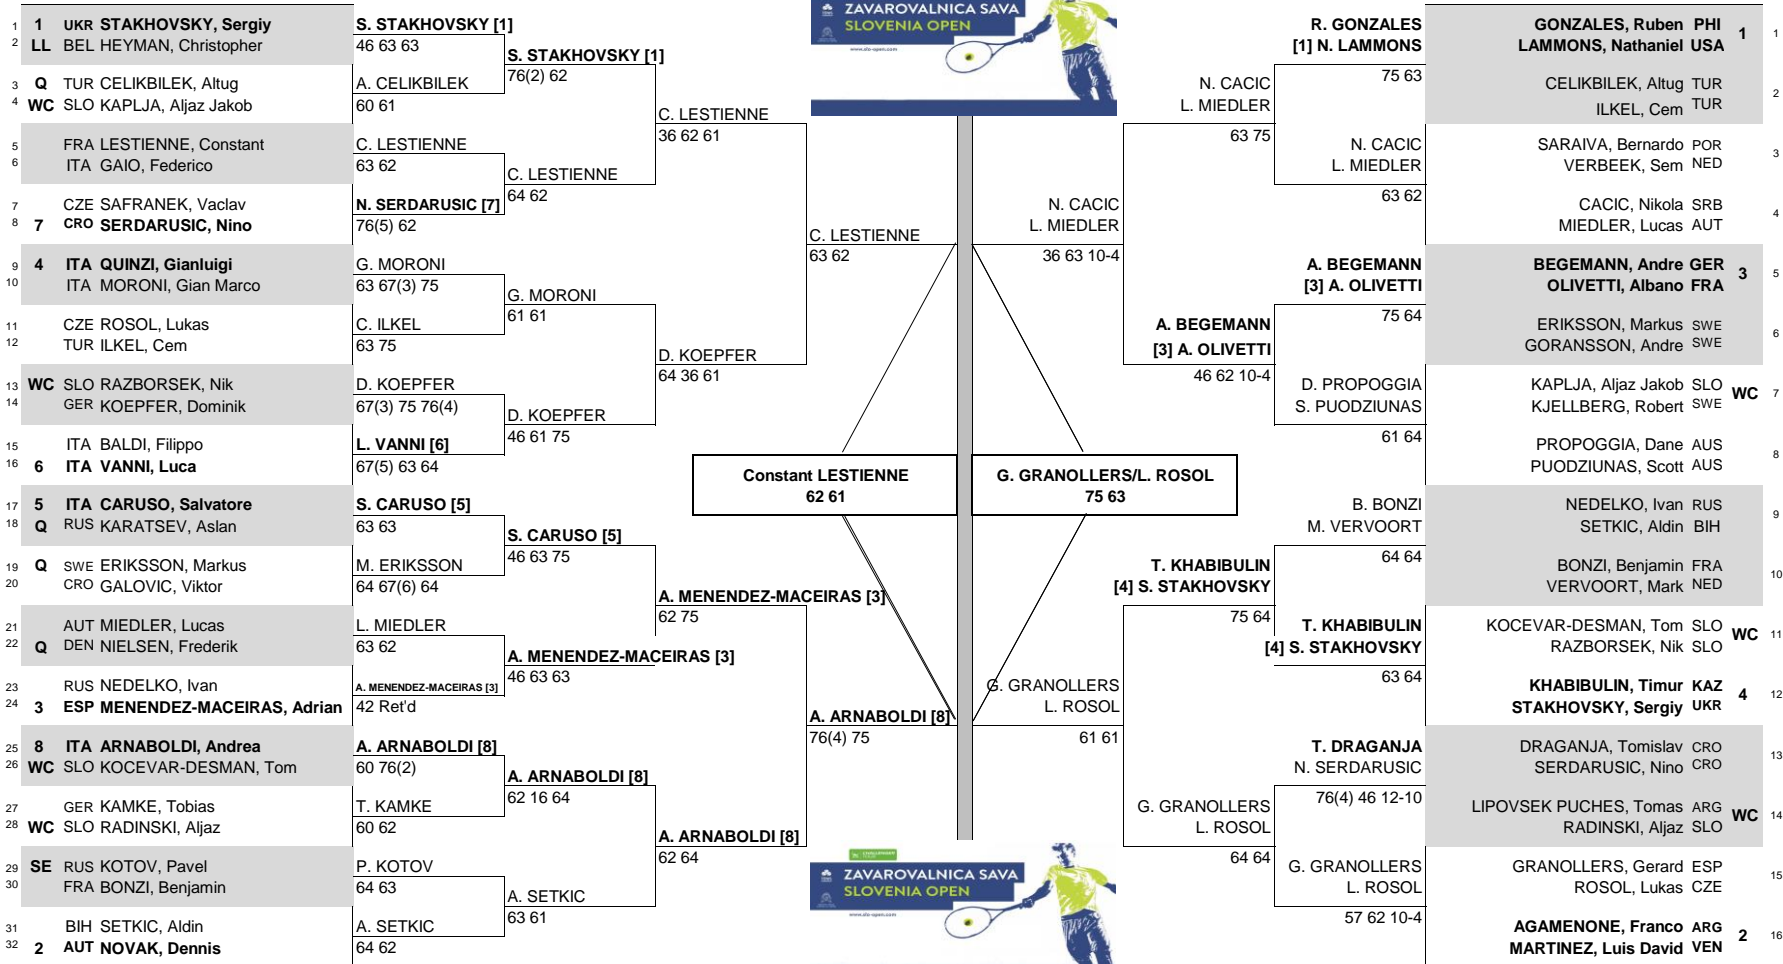 ZAVAROVALNICA SAVA
SLOVENIA OPEN
www.slo-open.com
1 1 UKR STAKHOVSKY, Sergiy
2 LL BEL HEYMAN, Christopher
3 Q TUR CELIKBILEK, Altug
4 WC SLO KAPLJA, Aljaz Jakob
5 FRA LESTIENNE, Constant
6 ITA GAIO, Federico
7 CZE SAFRANEK, Vaclav
8 7 CRO SERDARUSIC, Nino
9 4 ITA QUINZI, Gianluigi
10 ITA MORONI, Gian Marco
11 CZE ROSOL, Lukas
12 TUR ILKEL, Cem
13 WC SLO RAZBORSEK, Nik
14 GER KOEPFER, Dominik
15 ITA BALDI, Filippo
16 6 ITA VANNI, Luca
17 5 ITA CARUSO, Salvatore
18 Q RUS KARATSEV, Aslan
19 Q SWE ERIKSSON, Markus
20 CRO GALOVIC, Viktor
21 AUT MIEDLER, Lucas
22 Q DEN NIELSEN, Frederik
23 RUS NEDELKO, Ivan
24 3 ESP MENENDEZ-MACEIRAS, Adrian
25 8 ITA ARNABOLDI, Andrea
26 WC SLO KOCEVAR-DESMAN, Tom
27 GER KAMKE, Tobias
28 WC SLO RADINSKI, Aljaz
29 SE RUS KOTOV, Pavel
30 FRA BONZI, Benjamin
31 BIH SETKIC, Aldin
32 2 AUT NOVAK, Dennis
S. STAKHOVSKY [1]
46 63 63
A. CELIKBILEK
60 61
C. LESTIENNE
63 62
N. SERDARUSIC [7]
76(5) 62
G. MORONI
63 67(3) 75
C. ILKEL
63 75
D. KOEPFER
67(3) 75 76(4)
L. VANNI [6]
67(5) 63 64
S. CARUSO [5]
63 63
M. ERIKSSON
64 67(6) 64
L. MIEDLER
63 62
A. MENENDEZ-MACEIRAS [3]
42 Ret'd
A. ARNABOLDI [8]
60 76(2)
T. KAMKE
60 62
P. KOTOV
64 63
A. SETKIC
64 62
S. STAKHOVSKY [1]
76(2) 62
C. LESTIENNE
64 62
G. MORONI
61 61
D. KOEPFER
46 61 75
S. CARUSO [5]
46 63 75
A. MENENDEZ-MACEIRAS [3]
46 63 63
A. ARNABOLDI [8]
62 16 64
A. SETKIC
63 61
C. LESTIENNE
36 62 61
D. KOEPFER
64 36 61
A. MENENDEZ-MACEIRAS [3]
62 75
A. ARNABOLDI [8]
62 64
C. LESTIENNE
63 62
A. ARNABOLDI [8]
76(4) 75
Constant LESTIENNE
62 61
G. GRANOLLERS/L. ROSOL
75 63
N. CACIC
L. MIEDLER
36 63 10-4
G. GRANOLLERS
L. ROSOL
61 61
N. CACIC
L. MIEDLER
63 75
A. BEGEMANN
[3] A. OLIVETTI
46 62 10-4
T. KHABIBULIN
[4] S. STAKHOVSKY
75 64
G. GRANOLLERS
L. ROSOL
64 64
R. GONZALES
[1] N. LAMMONS
75 63
N. CACIC
L. MIEDLER
63 62
A. BEGEMANN
[3] A. OLIVETTI
75 64
D. PROPOGGIA
S. PUODZIUNAS
61 64
B. BONZI
M. VERVOORT
64 64
T. KHABIBULIN
[4] S. STAKHOVSKY
63 64
T. DRAGANJA
N. SERDARUSIC
76(4) 46 12-10
G. GRANOLLERS
L. ROSOL
57 62 10-4
GONZALES, Ruben PHI 1 1
LAMMONS, Nathaniel USA
CELIKBILEK, Altug TUR 2
ILKEL, Cem TUR
SARAIVA, Bernardo POR 3
VERBEEK, Sem NED
CACIC, Nikola SRB 4
MIEDLER, Lucas AUT
BEGEMANN, Andre GER 3 5
OLIVETTI, Albano FRA
ERIKSSON, Markus SWE 6
GORANSSON, Andre SWE
KAPLJA, Aljaz Jakob SLO WC 7
KJELLBERG, Robert SWE
PROPOGGIA, Dane AUS 8
PUODZIUNAS, Scott AUS
NEDELKO, Ivan RUS 9
SETKIC, Aldin BIH
BONZI, Benjamin FRA 10
VERVOORT, Mark NED
KOCEVAR-DESMAN, Tom SLO WC 11
RAZBORSEK, Nik SLO
KHABIBULIN, Timur KAZ 4 12
STAKHOVSKY, Sergiy UKR
DRAGANJA, Tomislav CRO 13
SERDARUSIC, Nino CRO
LIPOVSEK PUCHES, Tomas ARG WC 14
RADINSKI, Aljaz SLO
GRANOLLERS, Gerard ESP 15
ROSOL, Lukas CZE
AGAMENONE, Franco ARG 2 16
MARTINEZ, Luis David VEN
ZAVAROVALNICA SAVA
SLOVENIA OPEN
www.slo-open.com